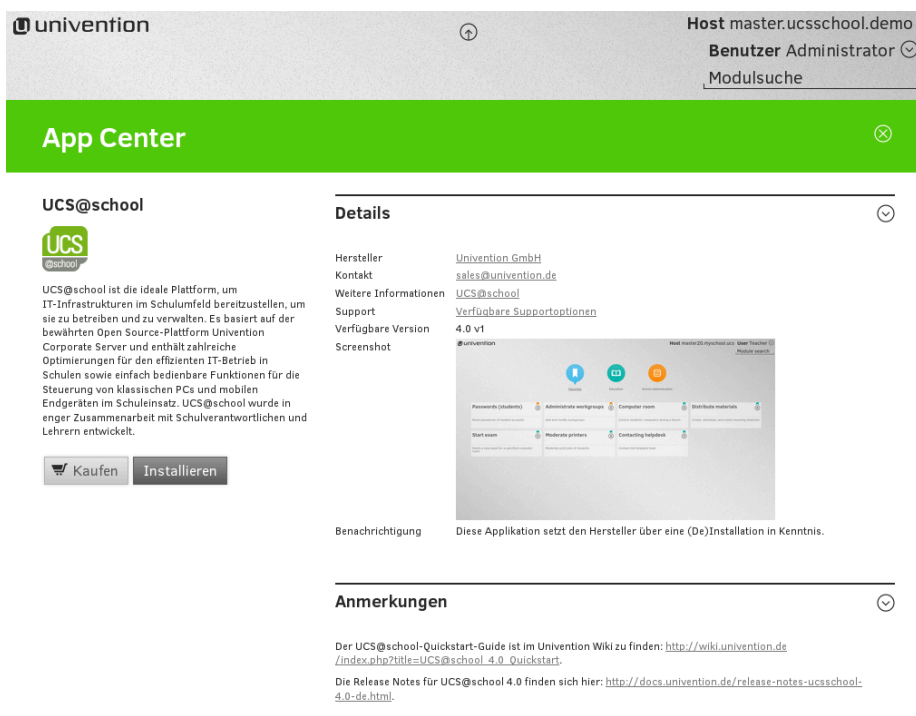 univention
Host master.ucsschool.demo
Benutzer Administrator
Modulsuche
App Center
UCS@school
UCS
@school
UCS@school ist die ideale Plattform, um
IT-Infrastrukturen im Schulumfeld bereitzustellen, um
sie zu betreiben und zu verwalten. Es basiert auf der
bewährten Open Source-Plattform Univention
Corporate Server und enthält zahlreiche
Optimierungen für den effizienten IT-Betrieb in
Schulen sowie einfach bedienbare Funktionen für die
Steuerung von klassischen PCs und mobilen
Endgeräten im Schuleinsatz. UCS@school wurde in
enger Zusammenarbeit mit Schulverantwortlichen und
Lehrern entwickelt.
Kaufen Installieren
Details
Hersteller Univention GmbH
Kontakt sales@univention.de
Weitere Informationen UCS@school
Support Verfügbare Supportoptionen
Verfügbare Version 4.0 v1
Screenshot
univention Host master20.myschool.ucs User Teacher
Module search
Passwords (students) Administrate workgroups Computer room Distribute materials
Start exam Moderate printers Contacting helpdesk
Benachrichtigung Diese Applikation setzt den Hersteller über eine (De)Installation in Kenntnis.
Anmerkungen
Der UCS@school-Quickstart-Guide ist im Univention Wiki zu finden: http://wiki.univention.de
/index.php?title=UCS@school_4.0_Quickstart.
Die Release Notes für UCS@school 4.0 finden sich hier: http://docs.univention.de/release-notes-ucsschool-
4.0-de.html.